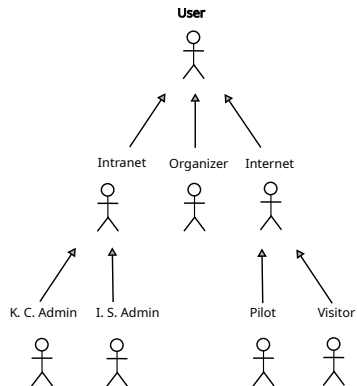 User
Intranet Organizer Internet
K. C. Admin I. S. Admin Pilot Visitor